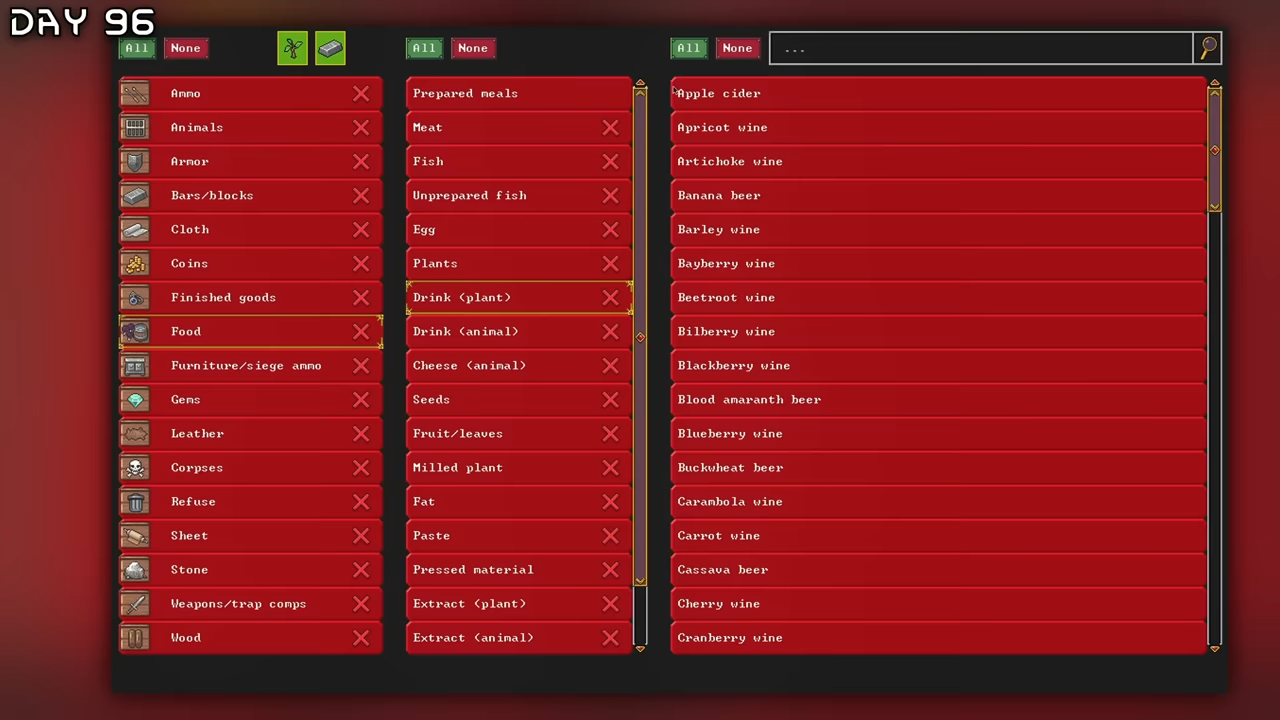 DAY 96
All None All None All None ...
Ammo
Animals
Armor
Bars/blocks
Cloth
Coins
Finished goods
Food
Furniture/siege ammo
Gems
Leather
Corpses
Refuse
Sheet
Stone
Weapons/trap comps
Wood
Prepared meals
Meat
Fish
Unprepared fish
Egg
Plants
Drink (plant)
Drink (animal)
Cheese (animal)
Seeds
Fruit/leaves
Milled plant
Fat
Paste
Pressed material
Extract (plant)
Extract (animal)
Apple cider
Apricot wine
Artichoke wine
Banana beer
Barley wine
Bayberry wine
Beetroot wine
Bilberry wine
Blackberry wine
Blood amaranth beer
Blueberry wine
Buckwheat beer
Carambola wine
Carrot wine
Cassava beer
Cherry wine
Cranberry wine